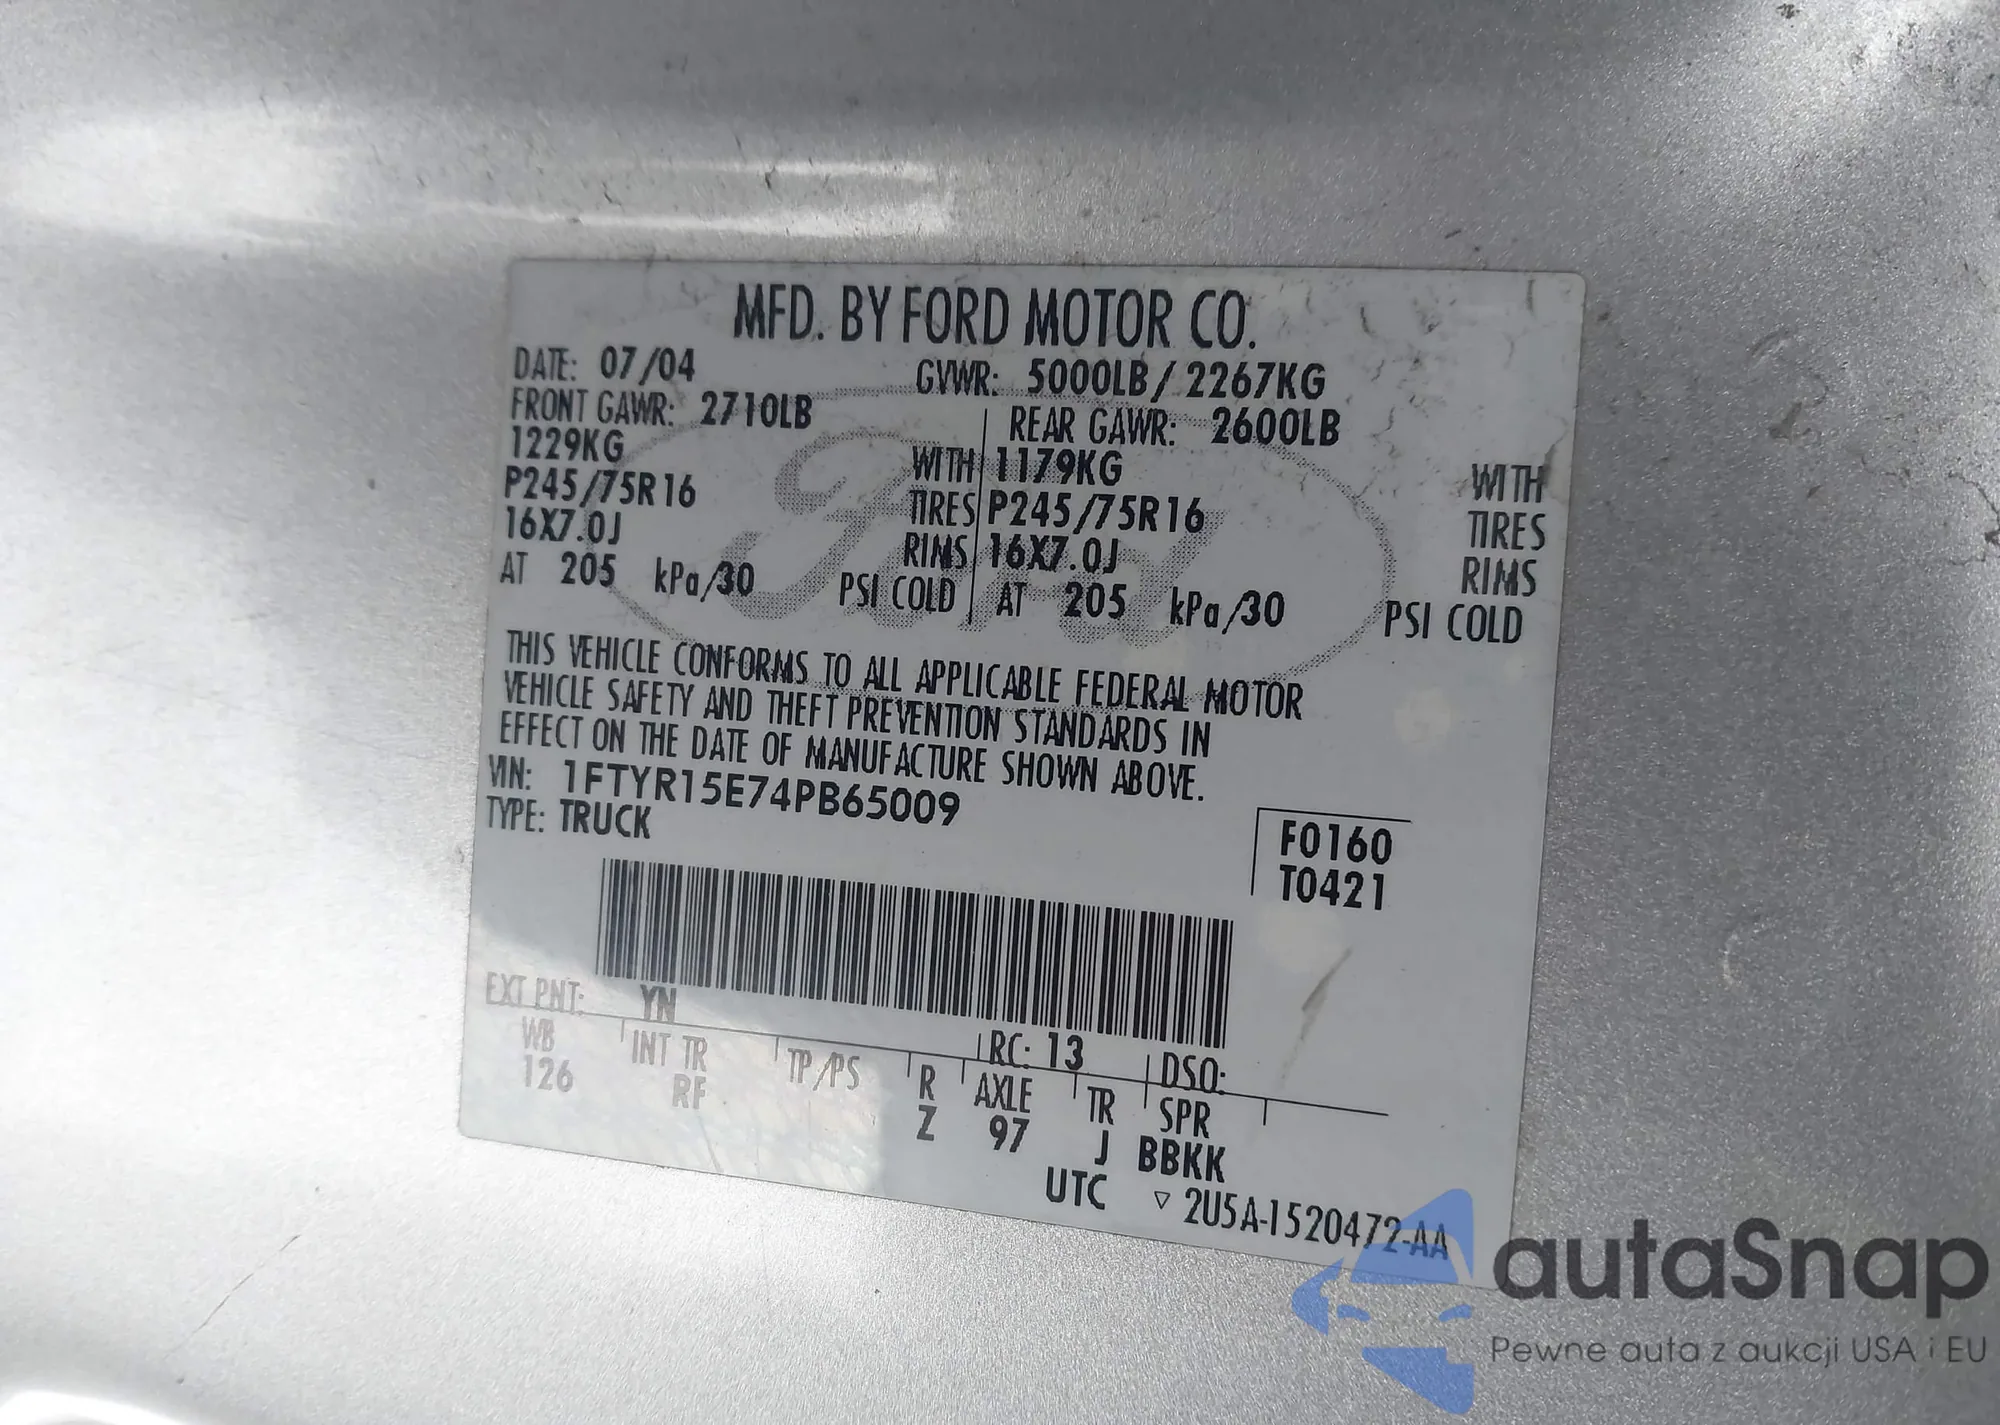 MFD. BY FORD MOTOR CO.
DATE: 07/04 GVWR: 5000LB/2267KG
FRONT GAWR: 2710LB REAR GAWR: 2600LB
1229KG WITH 1179KG WITH
P245/75R16 TIRES P245/75R16 TIRES
16X7.0J RIMS 16X7.0J RIMS
AT 205 kPa/30 PSI COLD AT 205 kPa/30 PSI COLD
THIS VEHICLE CONFORMS TO ALL APPLICABLE FEDERAL MOTOR
VEHICLE SAFETY AND THEFT PREVENTION STANDARDS IN
EFFECT ON THE DATE OF MANUFACTURE SHOWN ABOVE.
VIN: 1FTYR15E74PB65009
TYPE: TRUCK
F0160
T0421
EXT PNT: YN RC: 13 DSO:
WB INT TR TP/PS R AXLE TR SPR
126 RF Z 97 J BBKK
UTC ▽ 2U5A-1520472-AA
Ford
autaSnap
Pewne auta z aukcji USA i EU